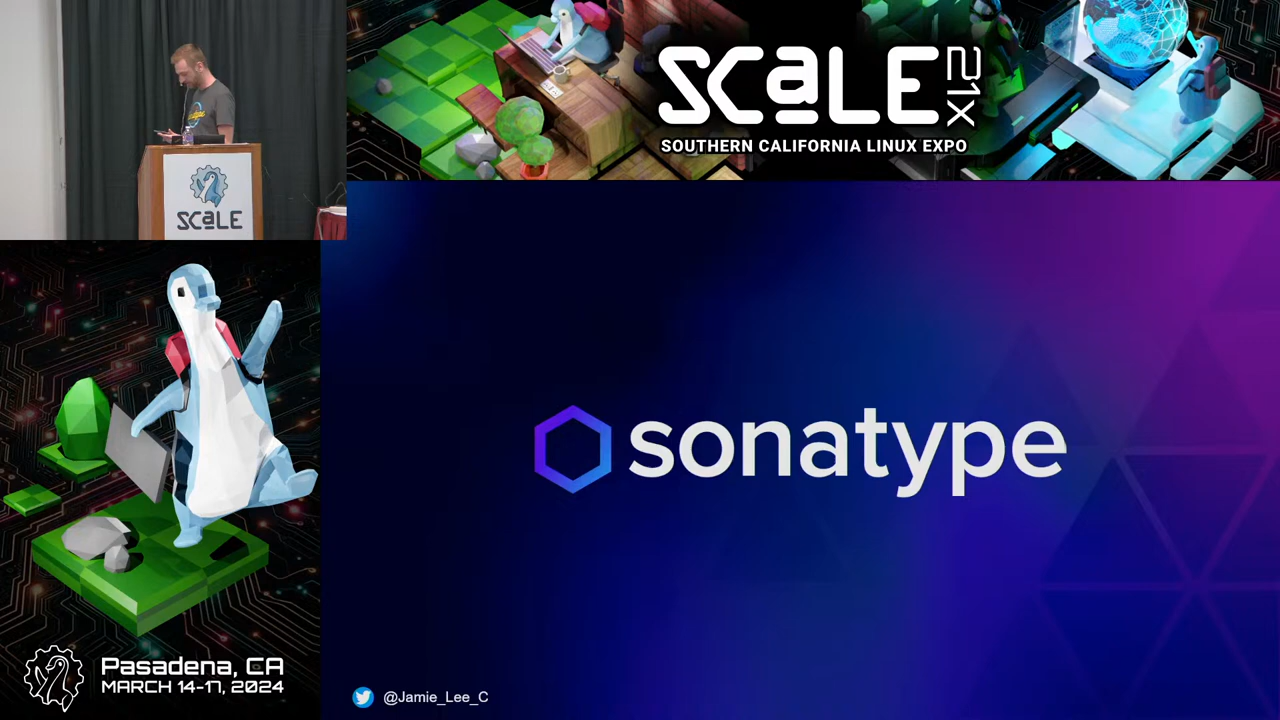 SCaLE 21X
SOUTHERN CALIFORNIA LINUX EXPO
SCaLE
sonatype
Pasadena, CA
MARCH 14-17, 2024
@Jamie_Lee_C